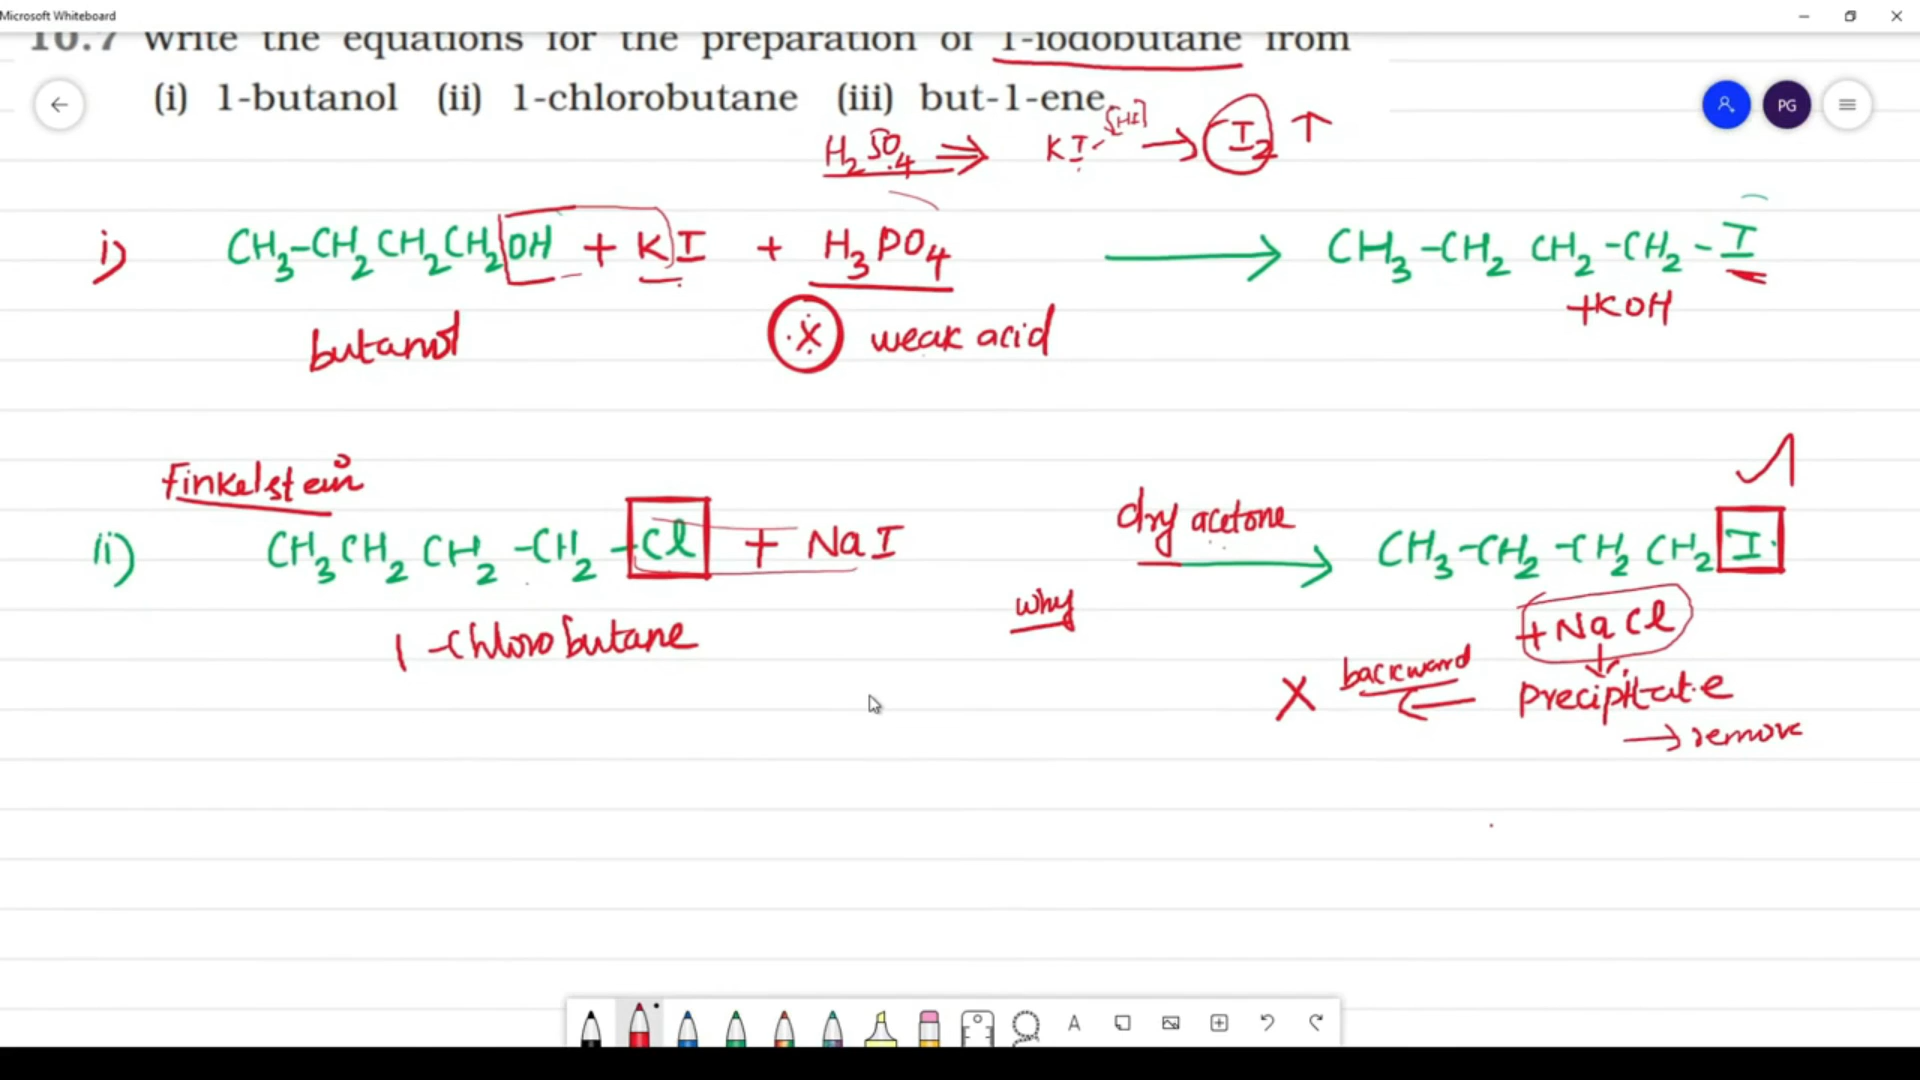 Microsoft Whiteboard
10.7 Write the equations for the preparation of 1-iodobutane from
(i) 1-butanol (ii) 1-chlorobutane (iii) but-1-ene.
PG
H2SO4 ⇒ KI [HI] → I2 ↑
i) CH3-CH2CH2CH2OH + KI + H3PO4 → CH3-CH2CH2-CH2-I
+KOH
butanol X weak acid
Finkelstein
dry acetone
ii) CH3CH2CH2-CH2-Cl + NaI → CH3-CH2-CH2CH2I
why
+NaCl
1-chlorobutane
X backward ← precipitate
→ remove
A